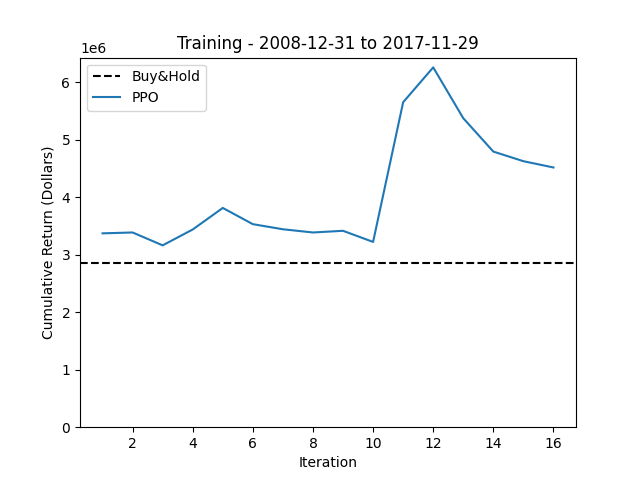 Training - 2008-12-31 to 2017-11-29
1e6
Buy&Hold
PPO
6
5
4
3
2
1
0
Cumulative Return (Dollars)
2 4 6 8 10 12 14 16
Iteration